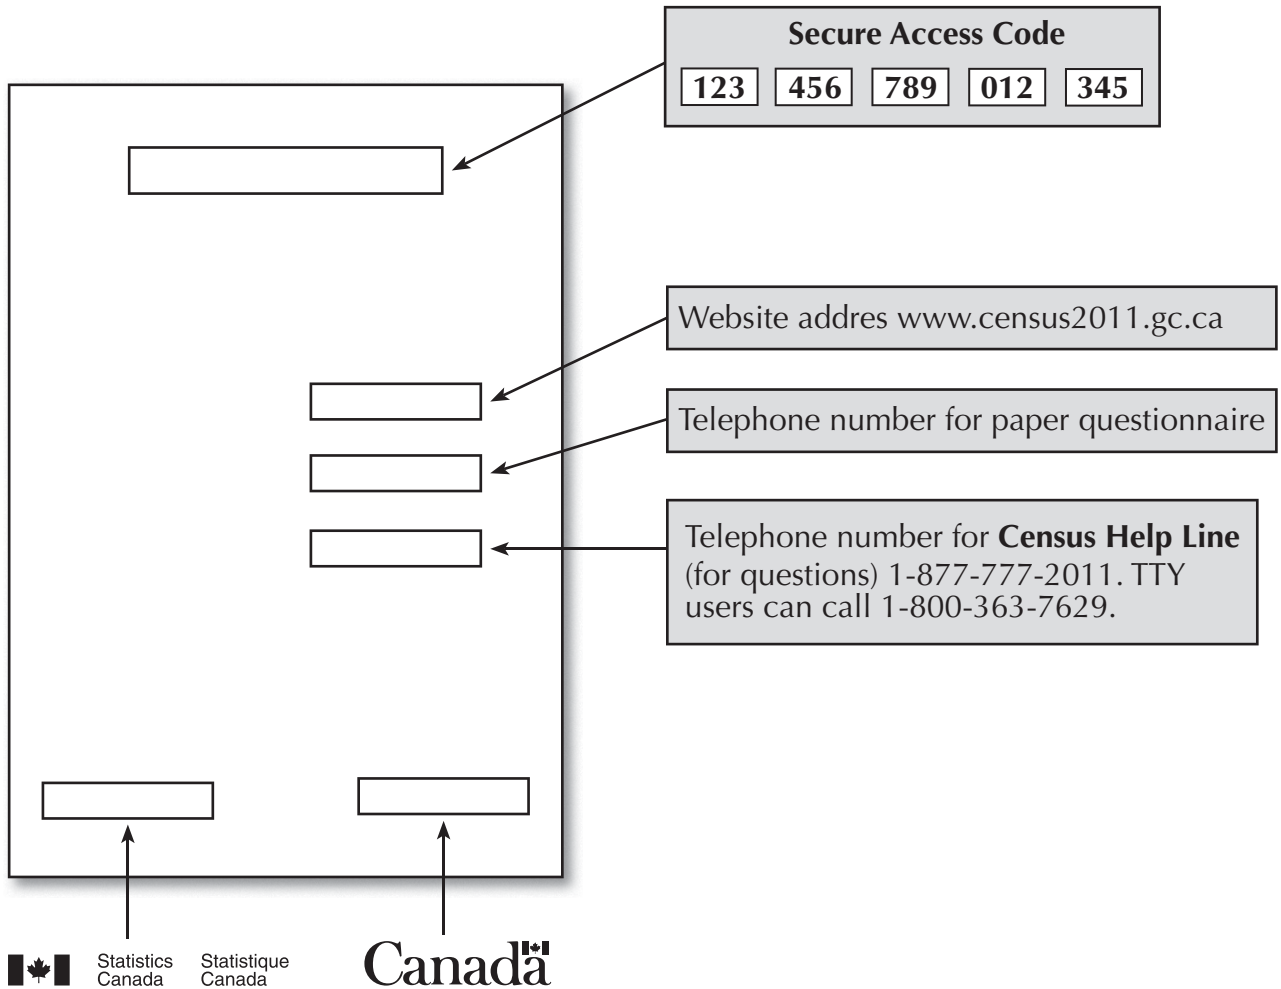 Secure Access Code
123 456 789 012 345
Website addres www.census2011.gc.ca
Telephone number for paper questionnaire
Telephone number for Census Help Line
(for questions) 1-877-777-2011. TTY
users can call 1-800-363-7629.
Statistics Statistique
Canada Canada
Canada